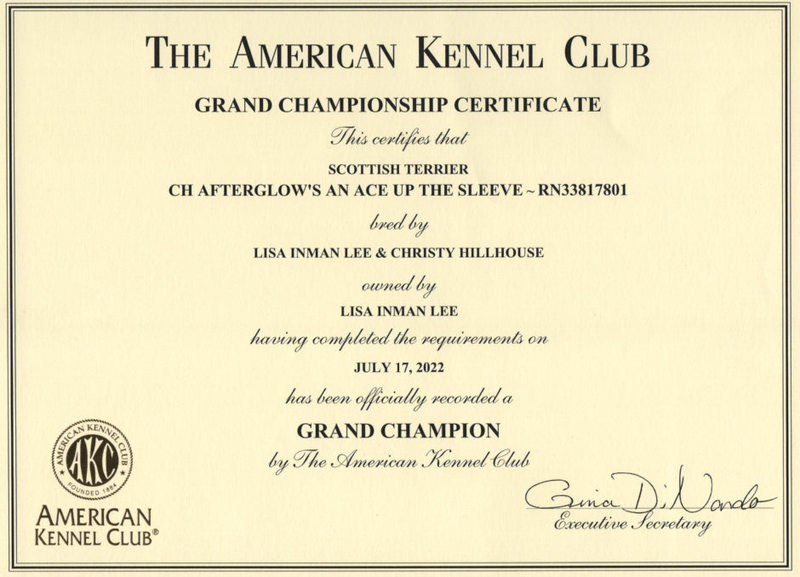 THE AMERICAN KENNEL CLUB
GRAND CHAMPIONSHIP CERTIFICATE
This certifies that
SCOTTISH TERRIER
CH AFTERGLOW'S AN ACE UP THE SLEEVE ~ RN33817801
bred by
LISA INMAN LEE & CHRISTY HILLHOUSE
owned by
LISA INMAN LEE
having completed the requirements on
JULY 17, 2022
has been officially recorded a
GRAND CHAMPION
by The American Kennel Club
AMERICAN KENNEL CLUB
AKC
FOUNDED 1884
AMERICAN
KENNEL CLUB®
Gina DiNardo
Executive Secretary